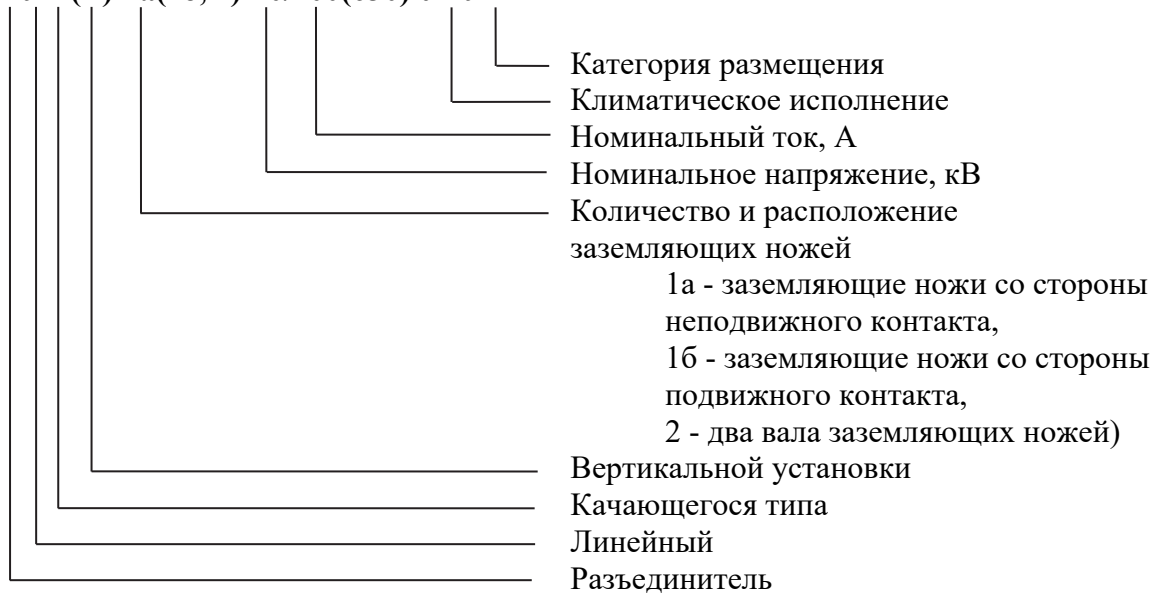 Категория размещения
Климатическое исполнение
Номинальный ток, А
Номинальное напряжение, кВ
Количество и расположение
заземляющих ножей
1а - заземляющие ножи со стороны
неподвижного контакта,
1б - заземляющие ножи со стороны
подвижного контакта,
2 - два вала заземляющих ножей)
Вертикальной установки
Качающегося типа
Линейный
Разъединитель